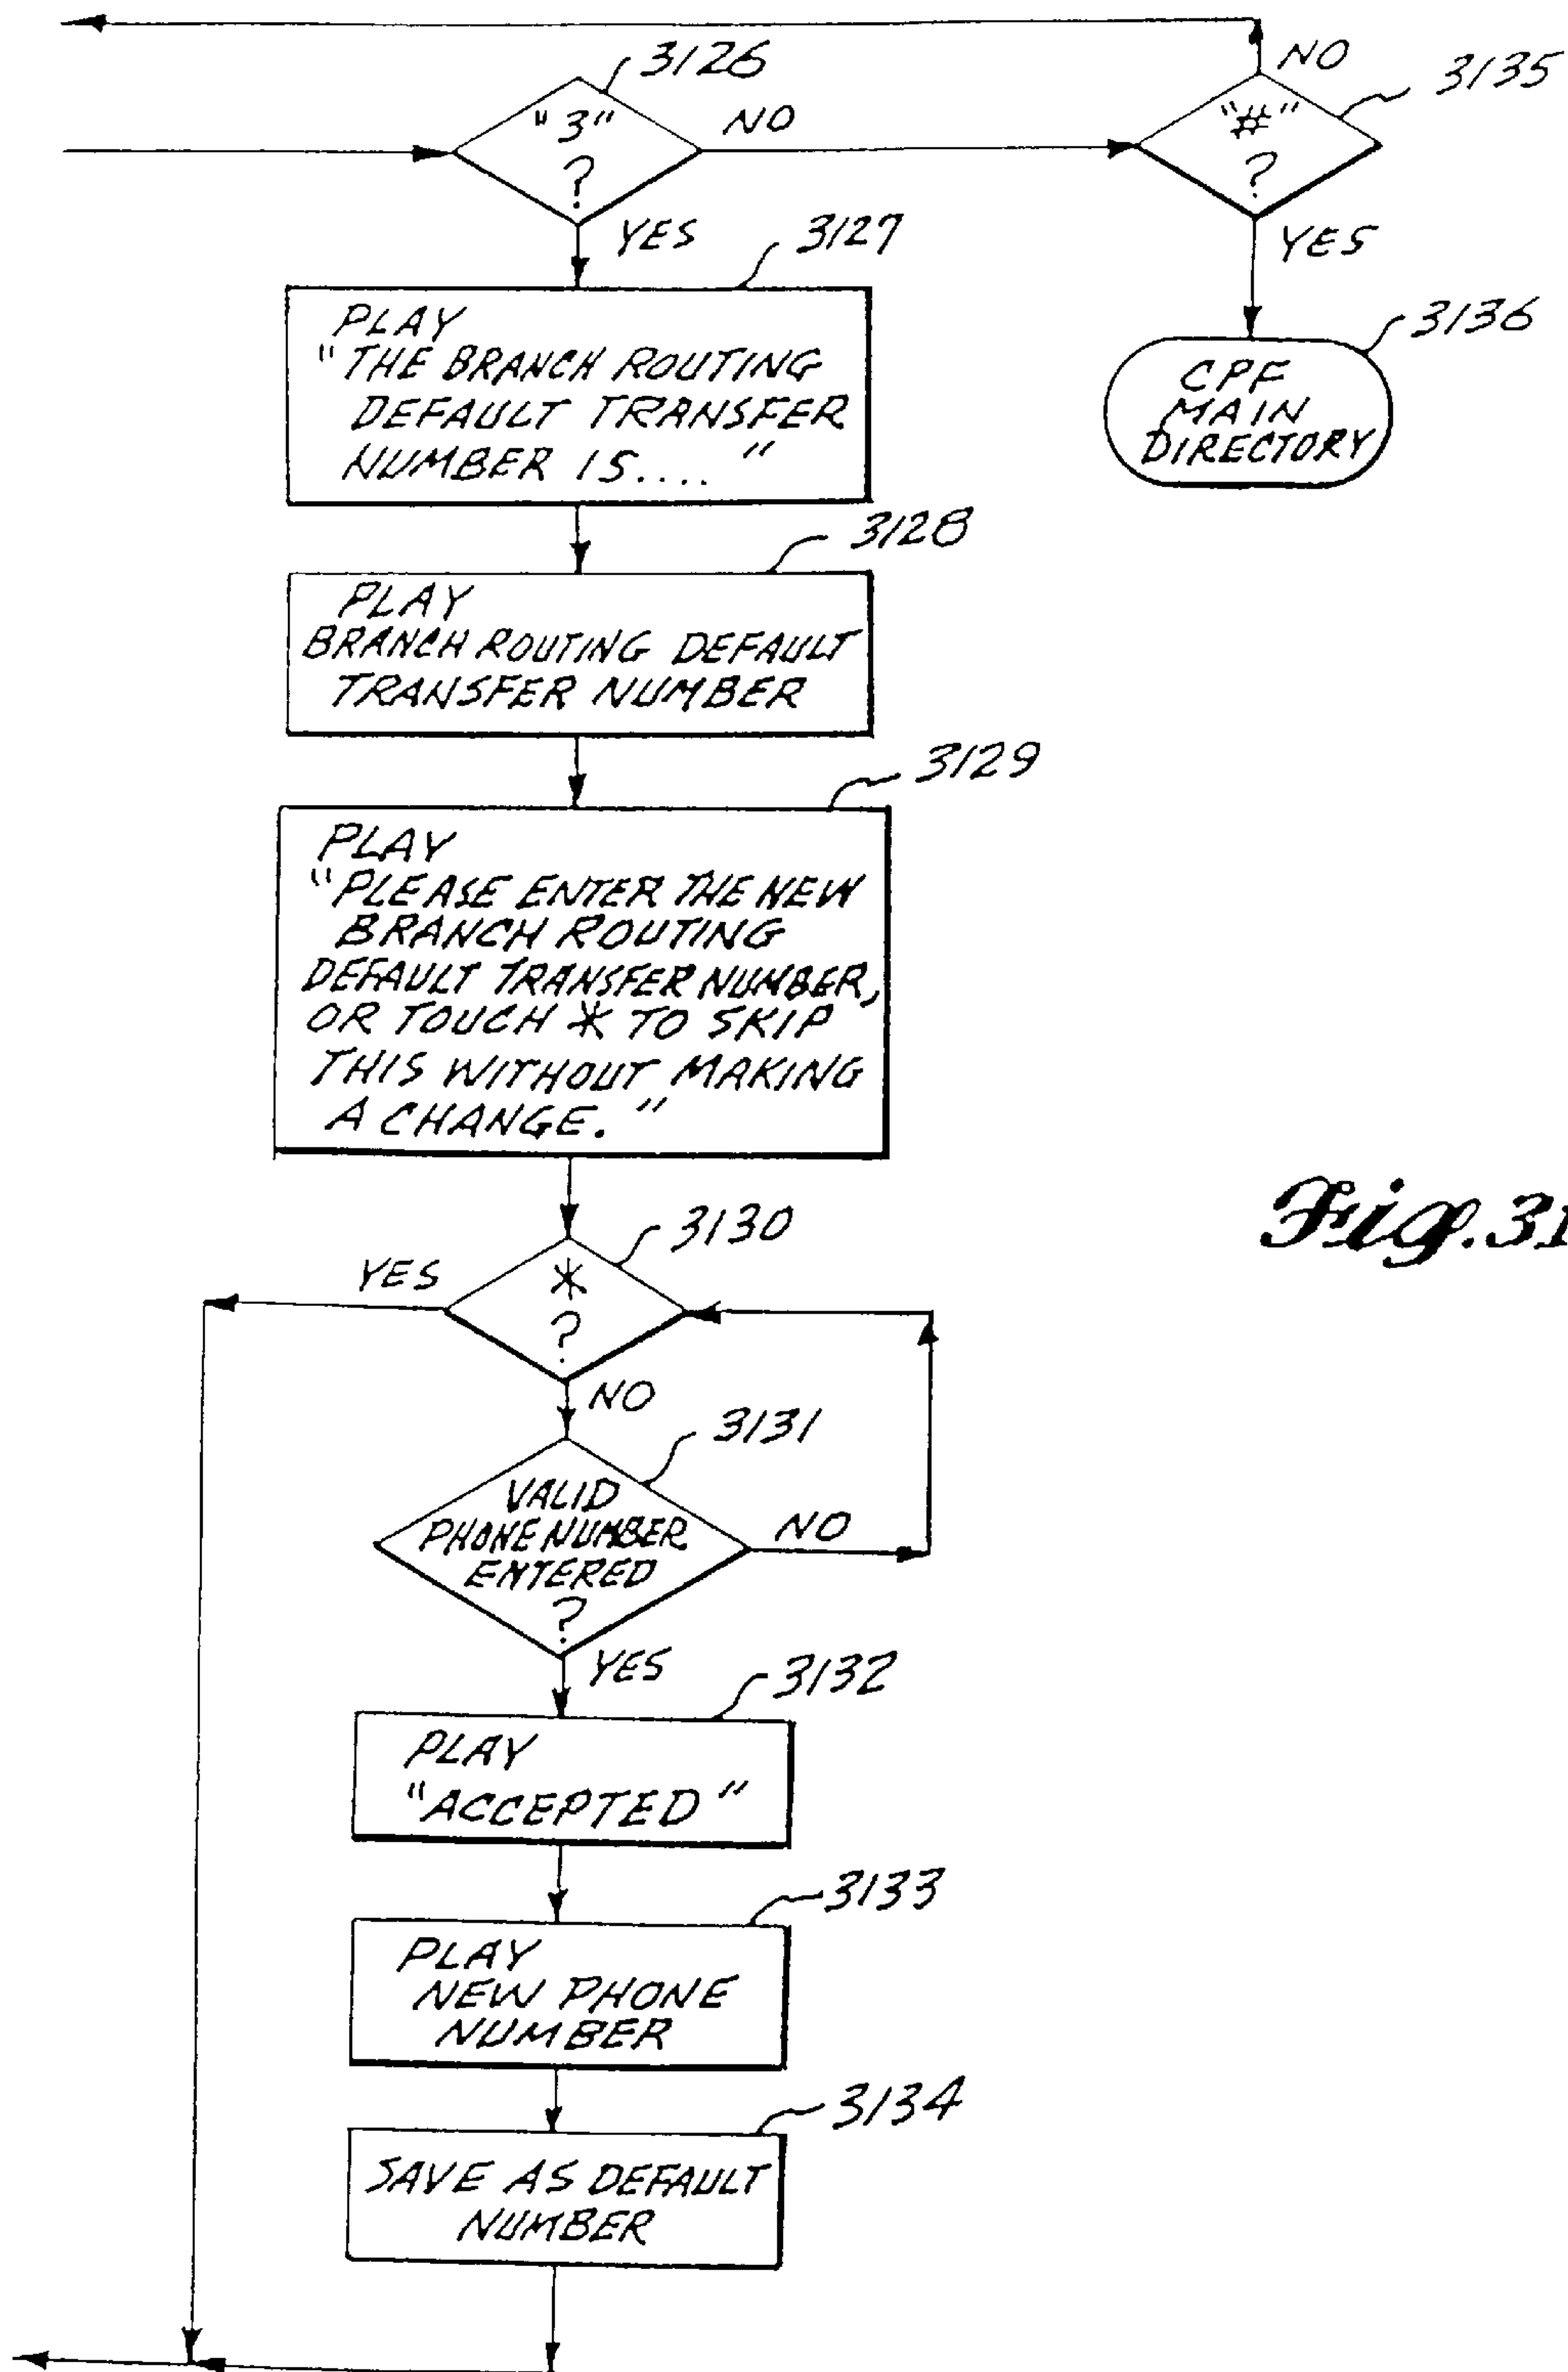 3126
"3"
?
NO
YES
NO
3135
"#"
?
YES
3136
CPF
MAIN
DIRECTORY
3127
PLAY
"THE BRANCH ROUTING
DEFAULT TRANSFER
NUMBER IS.... "
3128
PLAY
BRANCH ROUTING DEFAULT
TRANSFER NUMBER
3129
PLAY
"PLEASE ENTER THE NEW
BRANCH ROUTING
DEFAULT TRANSFER NUMBER,
OR TOUCH * TO SKIP
THIS WITHOUT MAKING
A CHANGE."
3130
YES
*
?
NO
3131
VALID
PHONE NUMBER
ENTERED
?
NO
YES
3132
PLAY
"ACCEPTED"
3133
PLAY
NEW PHONE
NUMBER
3134
SAVE AS DEFAULT
NUMBER
Fig. 31